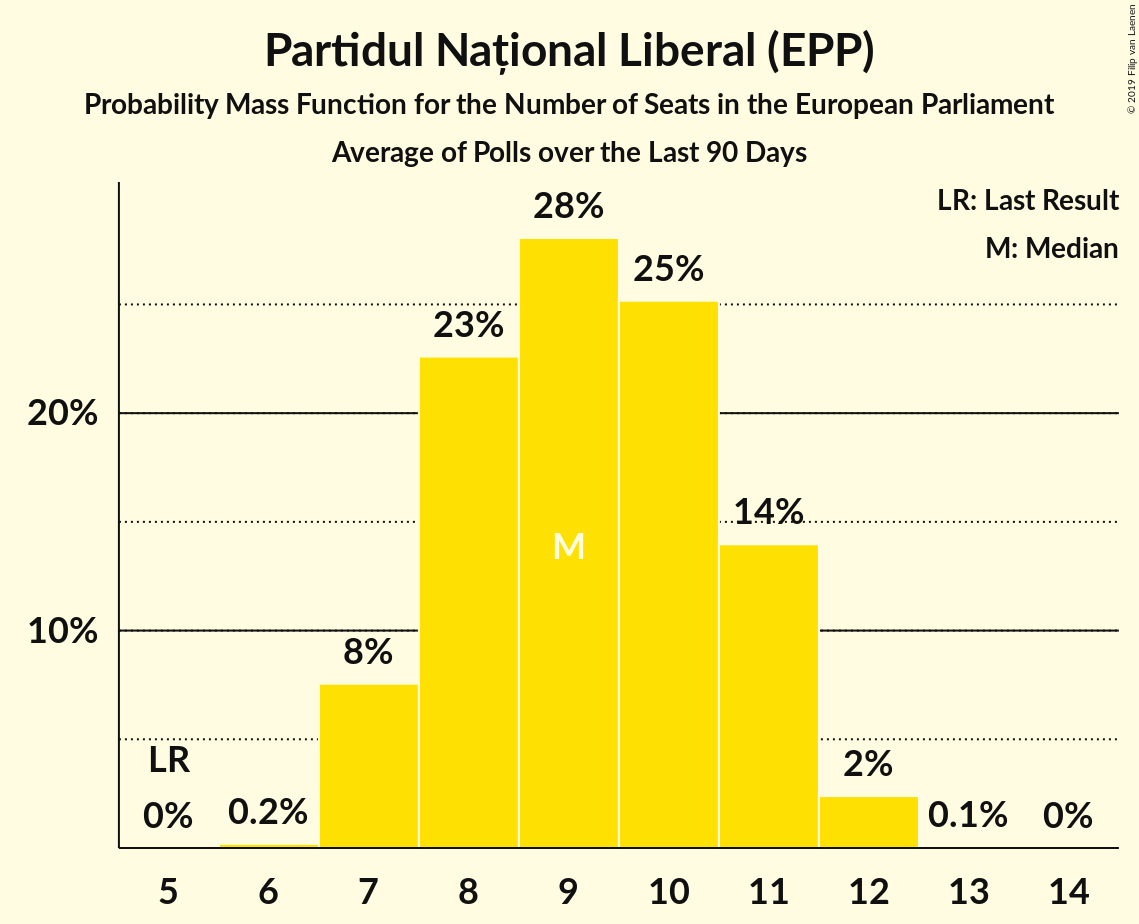 Partidul Național Liberal (EPP)
Probability Mass Function for the Number of Seats in the European Parliament
Average of Polls over the Last 90 Days
© 2019 Filip van Laenen
LR: Last Result
M: Median
28%
25%
23%
20%
14%
M
10%
8%
LR
2%
0%
0.2%
0.1%
0%
5 6 7 8 9 10 11 12 13 14